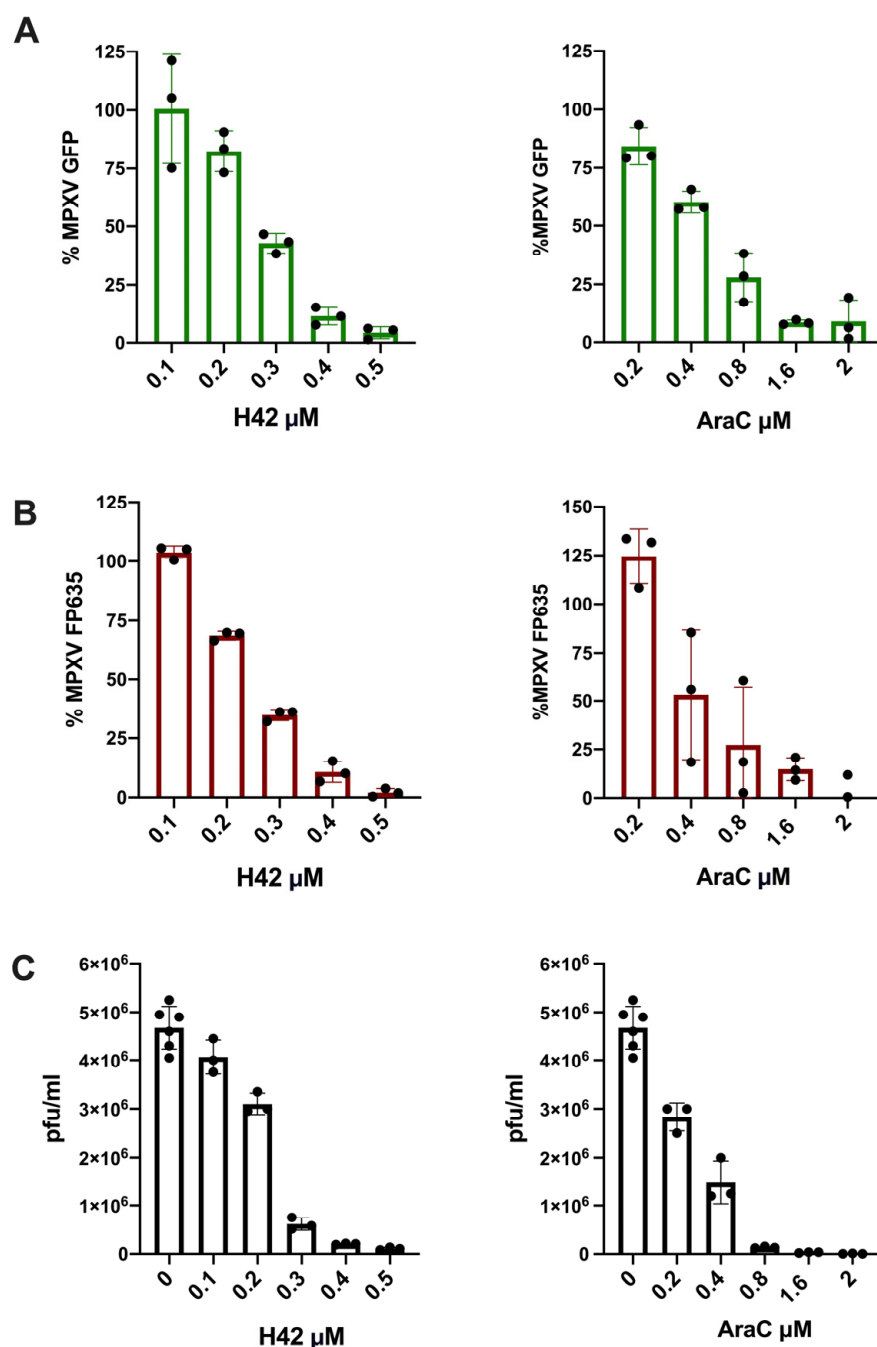 A
% MPXV GFP
125
100
75
50
25
0
0.1 0.2 0.3 0.4 0.5
H42 µM
%MPXV GFP
125
100
75
50
25
0
0.2 0.4 0.8 1.6 2
AraC µM
B
% MPXV FP635
125
100
75
50
25
0
0.1 0.2 0.3 0.4 0.5
H42 µM
%MPXV FP635
150
125
100
75
50
25
0
0.2 0.4 0.8 1.6 2
AraC µM
C
pfu/ml
6×10⁶
5×10⁶
4×10⁶
3×10⁶
2×10⁶
1×10⁶
0
0 0.1 0.2 0.3 0.4 0.5
H42 µM
pfu/ml
6×10⁶
5×10⁶
4×10⁶
3×10⁶
2×10⁶
1×10⁶
0
0 0.2 0.4 0.8 1.6 2
AraC µM